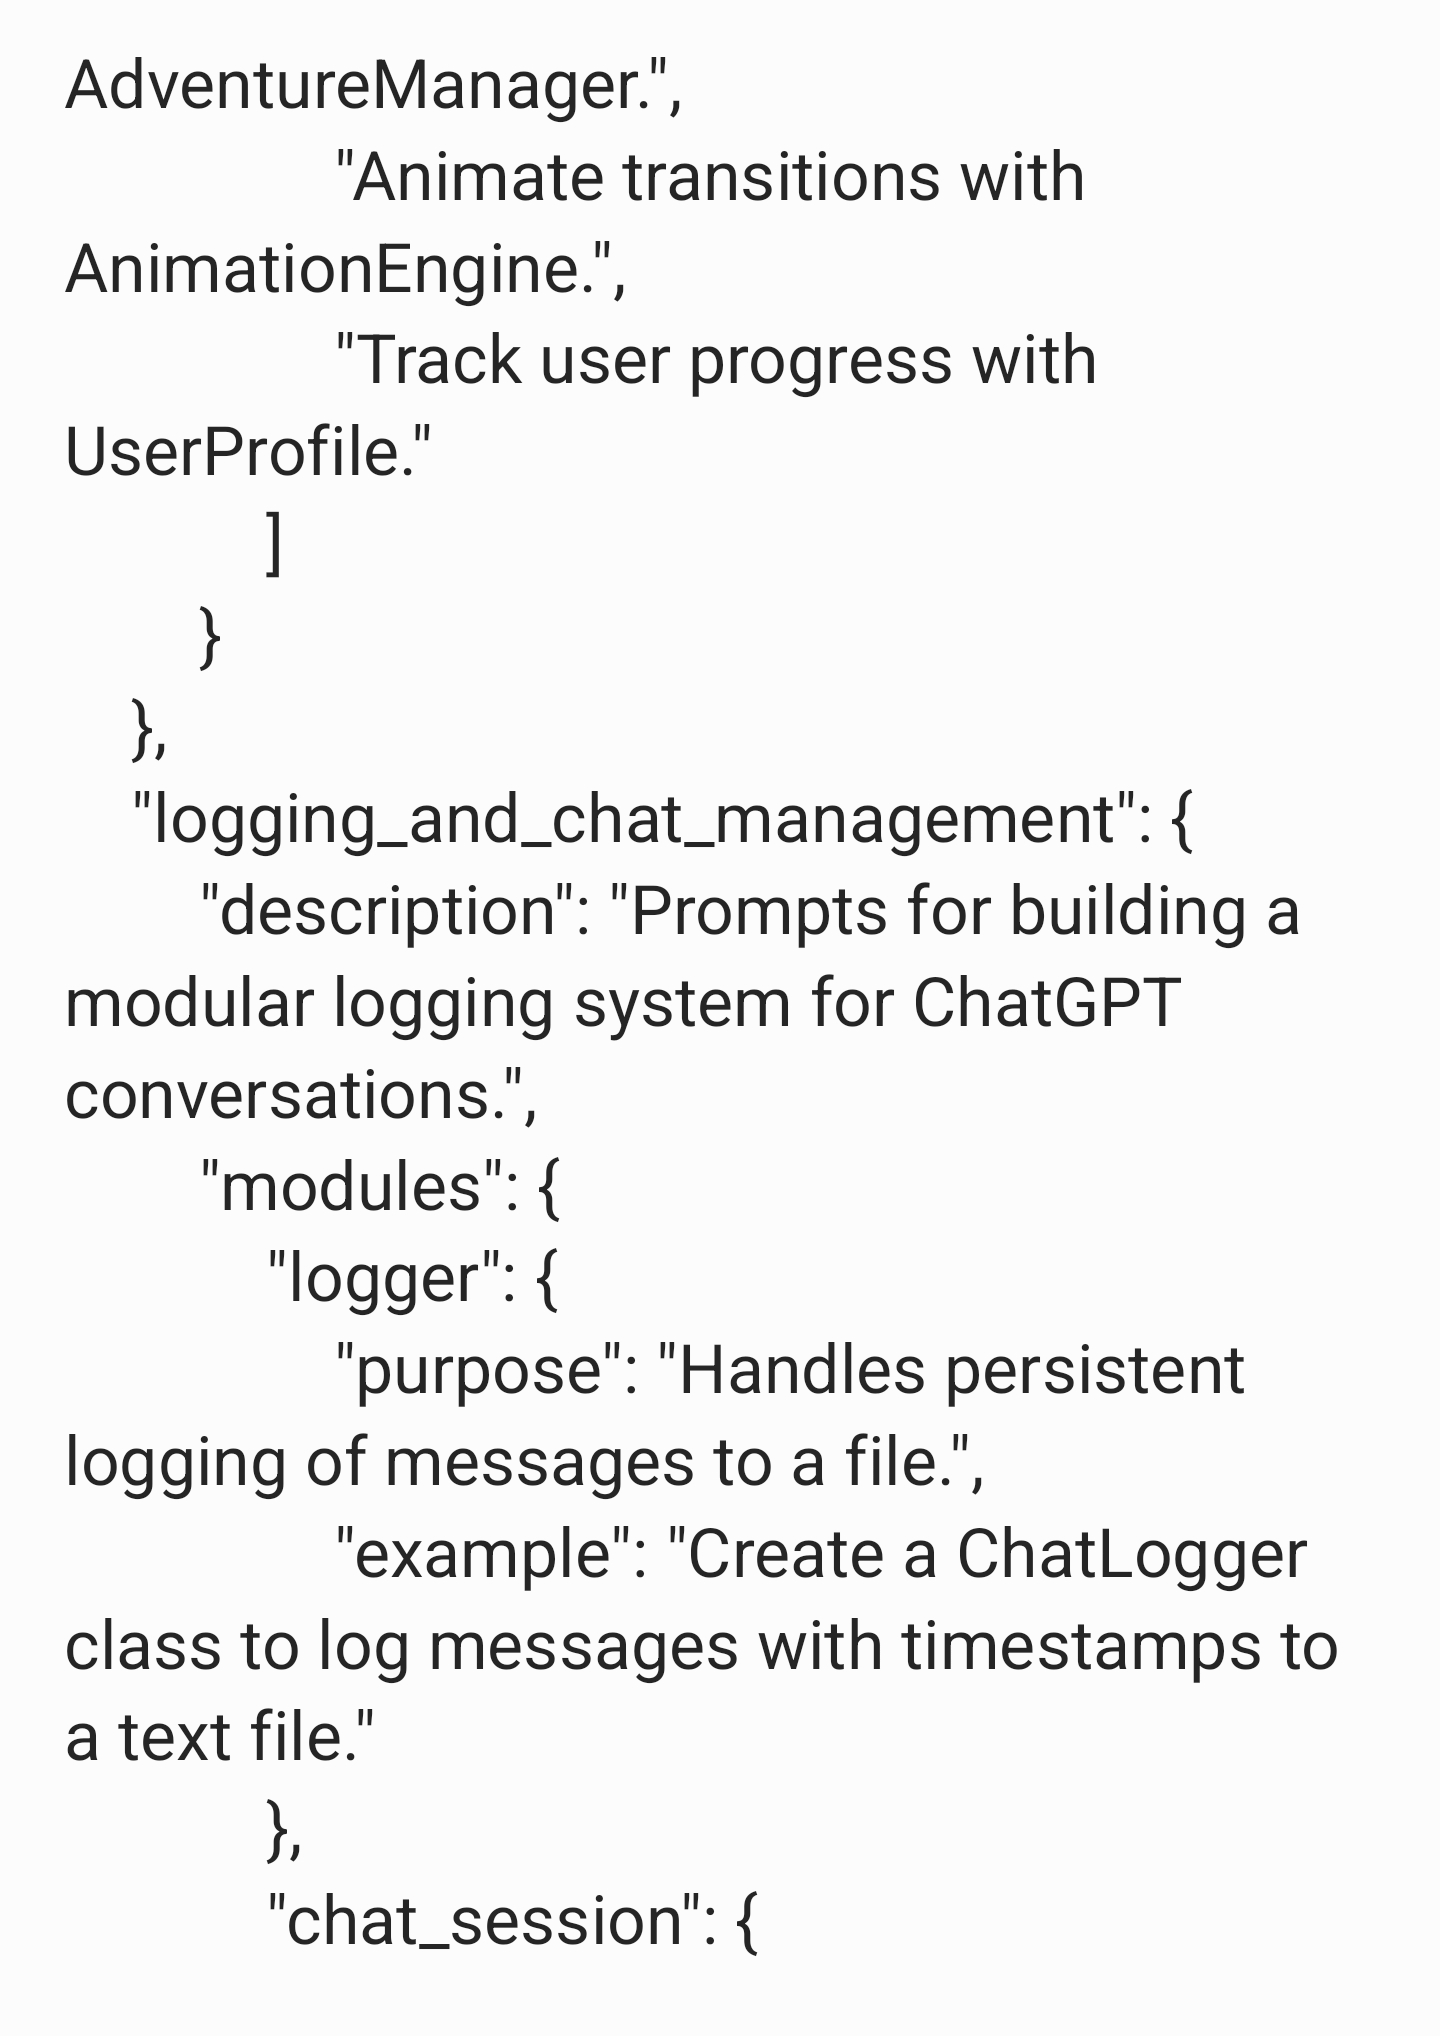 AdventureManager.",
"Animate transitions with
AnimationEngine.",
"Track user progress with
UserProfile."
]
}
},
"logging_and_chat_management": {
"description": "Prompts for building a
modular logging system for ChatGPT
conversations.",
"modules": {
"logger": {
"purpose": "Handles persistent
logging of messages to a file.",
"example": "Create a ChatLogger
class to log messages with timestamps to
a text file."
},
"chat_session": {